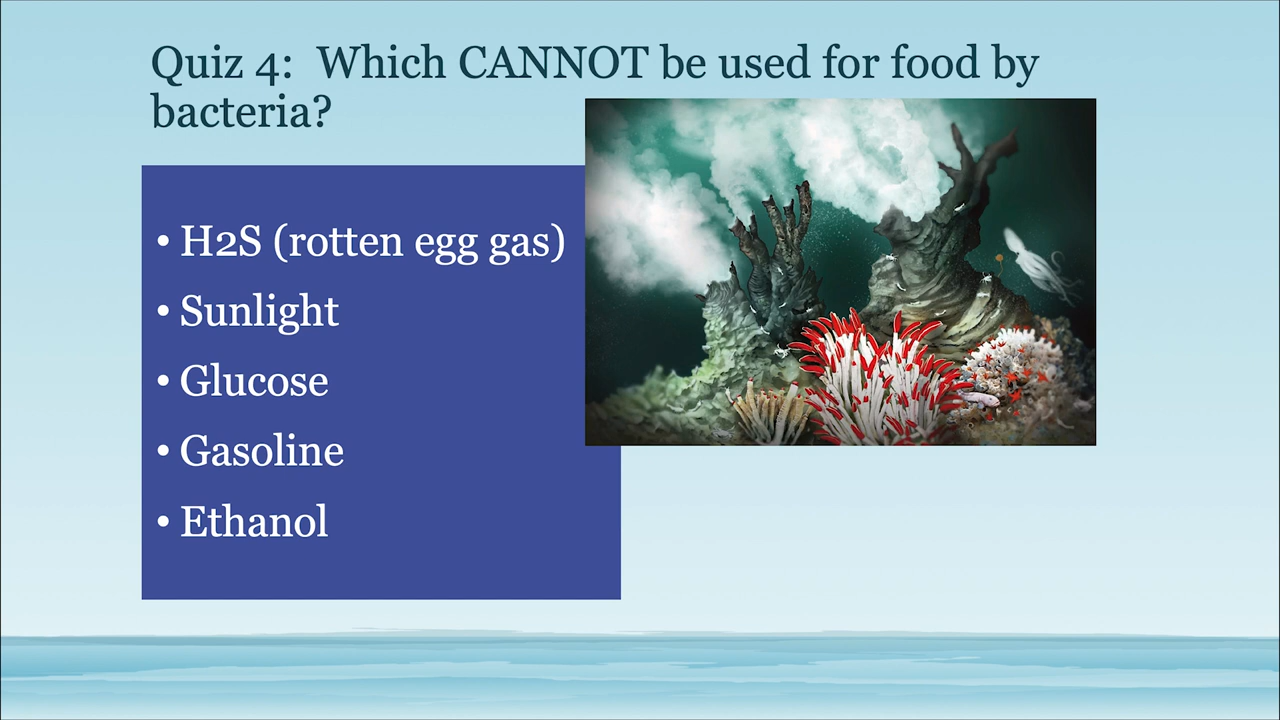 Quiz 4:  Which CANNOT be used for food by
bacteria?
• H2S (rotten egg gas)
• Sunlight
• Glucose
• Gasoline
• Ethanol